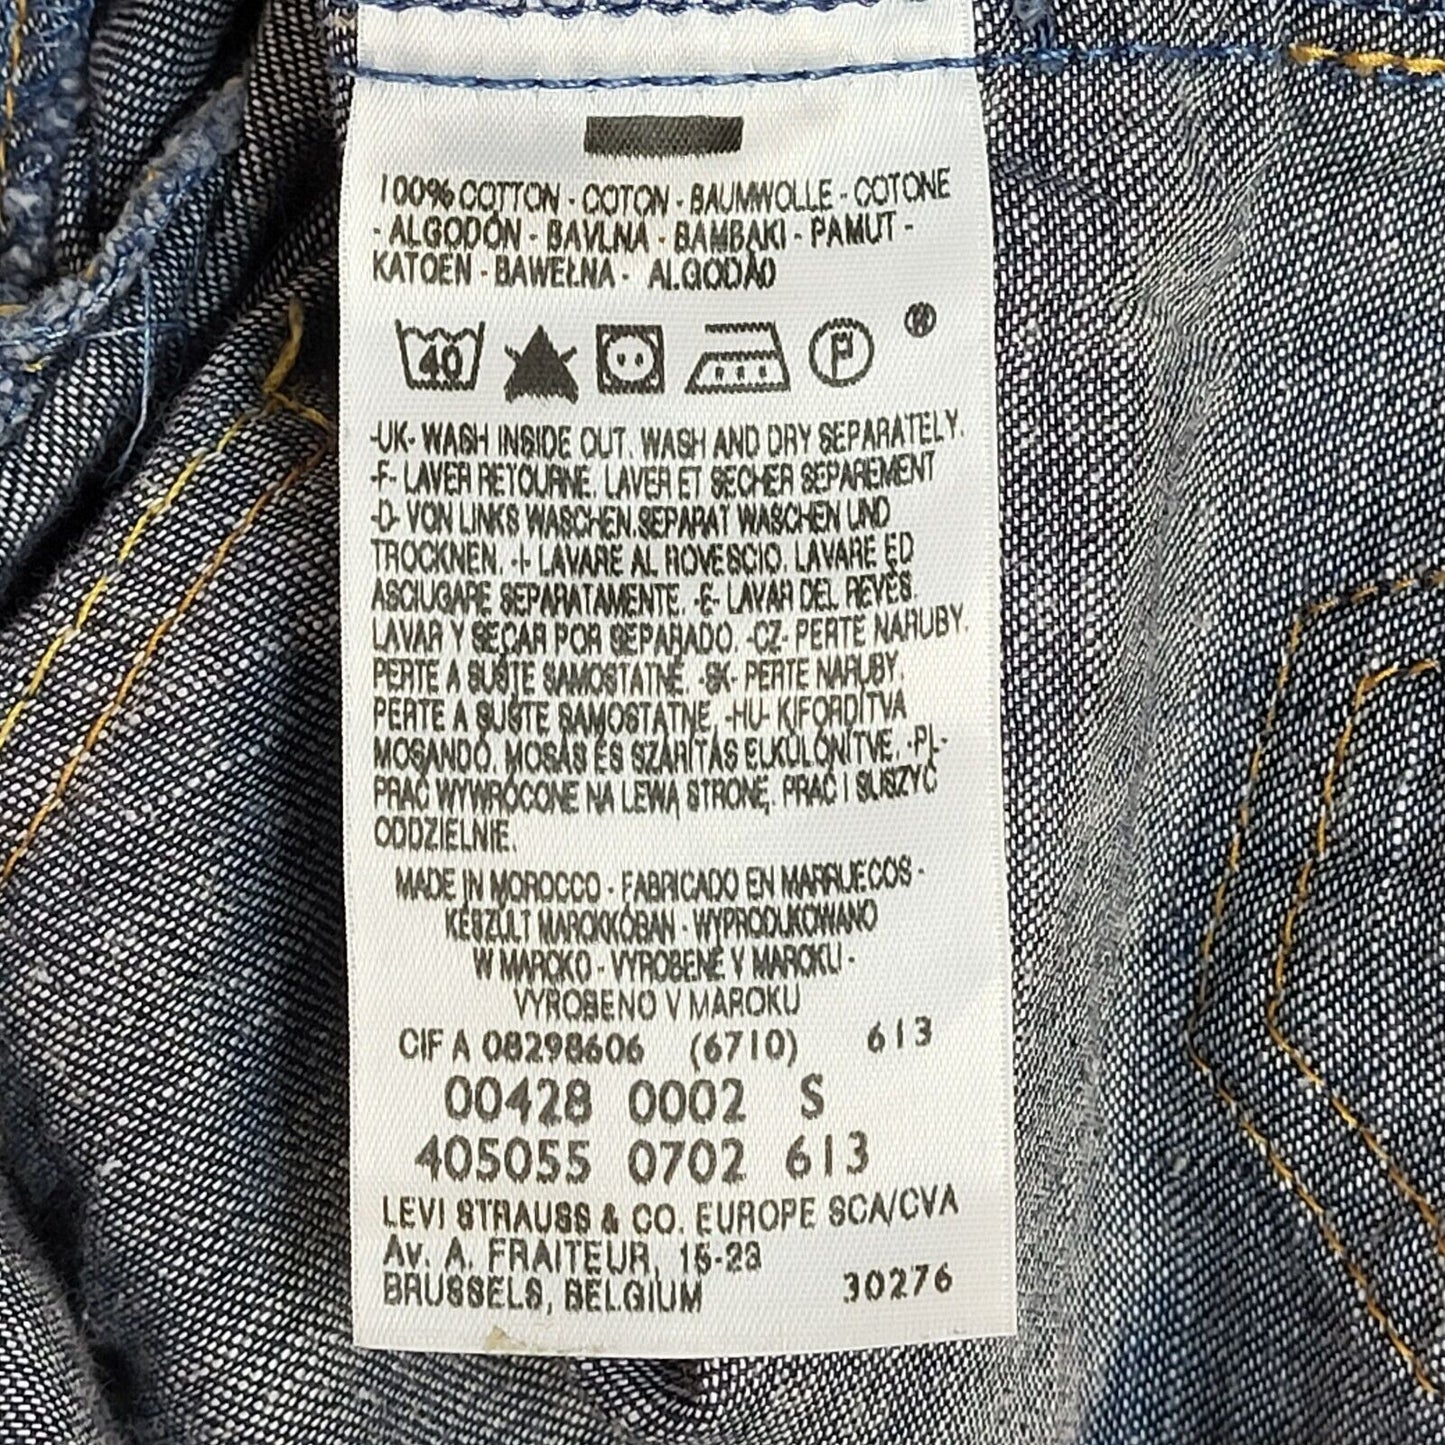 100% COTTON - COTON - BAUMWOLLE - COTONE
- ALGODÓN - BAVLNA - BAMBAKI - PAMUT -
KATOEN - BAWEŁNA - ALGODÃO
40 P ®
-UK- WASH INSIDE OUT. WASH AND DRY SEPARATELY.
-F- LAVER RETOURNE. LAVER ET SECHER SEPAREMENT
-D- VON LINKS WASCHEN.SEPARAT WASCHEN UND
TROCKNEN. -I- LAVARE AL ROVESCIO. LAVARE ED
ASCIUGARE SEPARATAMENTE. -E- LAVAR DEL REVÉS.
LAVAR Y SECAR POR SEPARADO. -CZ- PERTE NARUBY.
PERTE A SUŠTE SAMOSTATNĚ. -SK- PERTE NARUBY.
PERTE A SUŠTE SAMOSTATNE. -HU- KIFORDÍTVA
MOSANDÓ. MOSÁS ÉS SZÁRÍTÁS ELKÜLÖNÍTVE. -PL-
PRAĆ WYWRÓCONE NA LEWĄ STRONĘ. PRAĆ I SUSZYĆ
ODDZIELNIE.
MADE IN MOROCCO - FABRICADO EN MARRUECOS -
KÉSZÜLT MAROKKÓBAN - WYPRODUKOWANO
W MAROKO - VYROBENÉ V MAROKU -
VYROBENO V MAROKU
CIF A 08298606 (6710) 613
00428 0002 S
405055 0702 613
LEVI STRAUSS & CO. EUROPE SCA/CVA
Av. A. FRAITEUR, 15-23
BRUSSELS, BELGIUM 30276